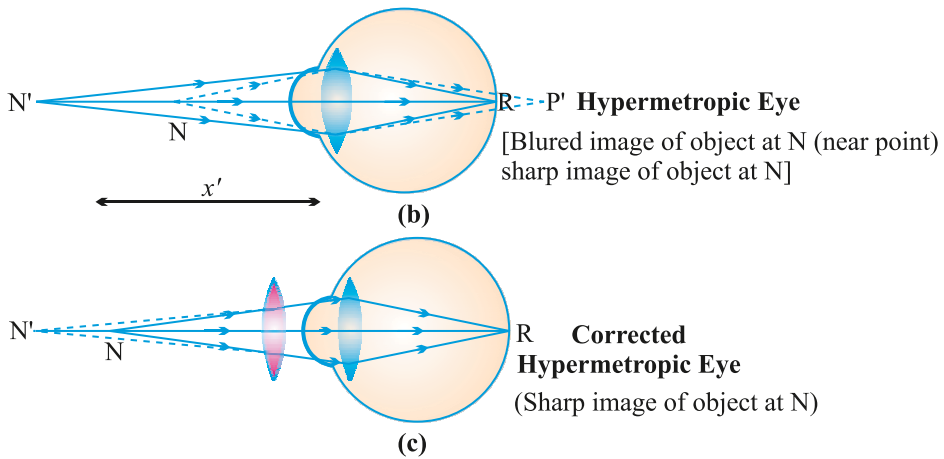 N'
N
R
P' Hypermetropic Eye
[Blured image of object at N (near point)
sharp image of object at N]
x'
(b)
N'
N
R Corrected
Hypermetropic Eye
(Sharp image of object at N)
(c)